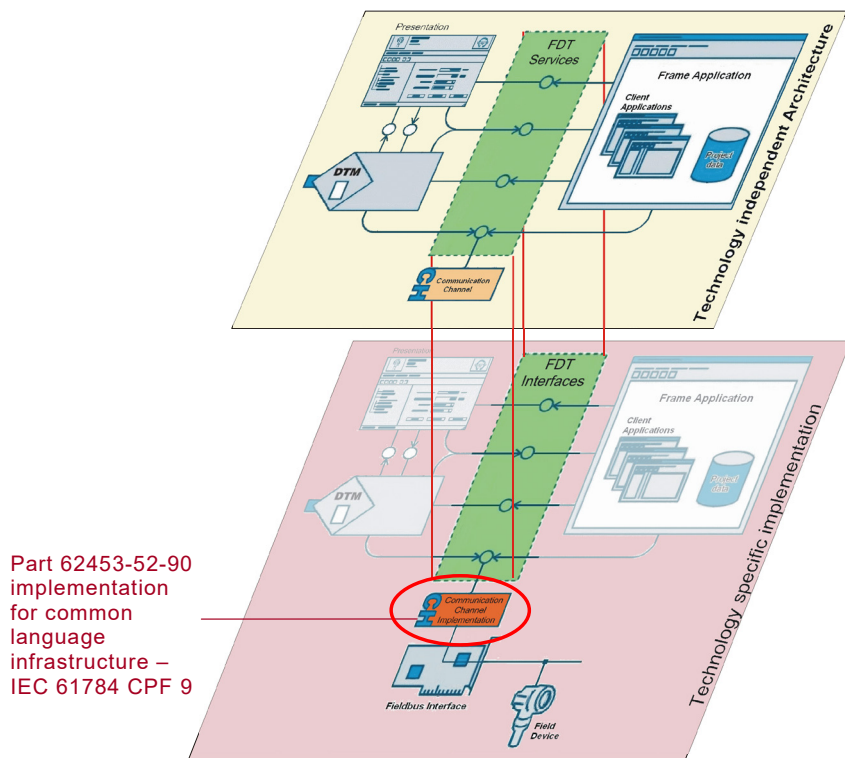 Presentation
FDT
Services
Frame Application
Client
Applications
Project
data
DTM
CH
Communication
Channel
Technology independent Architecture
Presentation
FDT
Interfaces
Frame Application
Client
Applications
Project
data
DTM
CH
Communication
Channel
Implementation
Technology specific implementation
Part 62453-52-90
implementation
for common
language
infrastructure –
IEC 61784 CPF 9
Fieldbus Interface
Field
Device